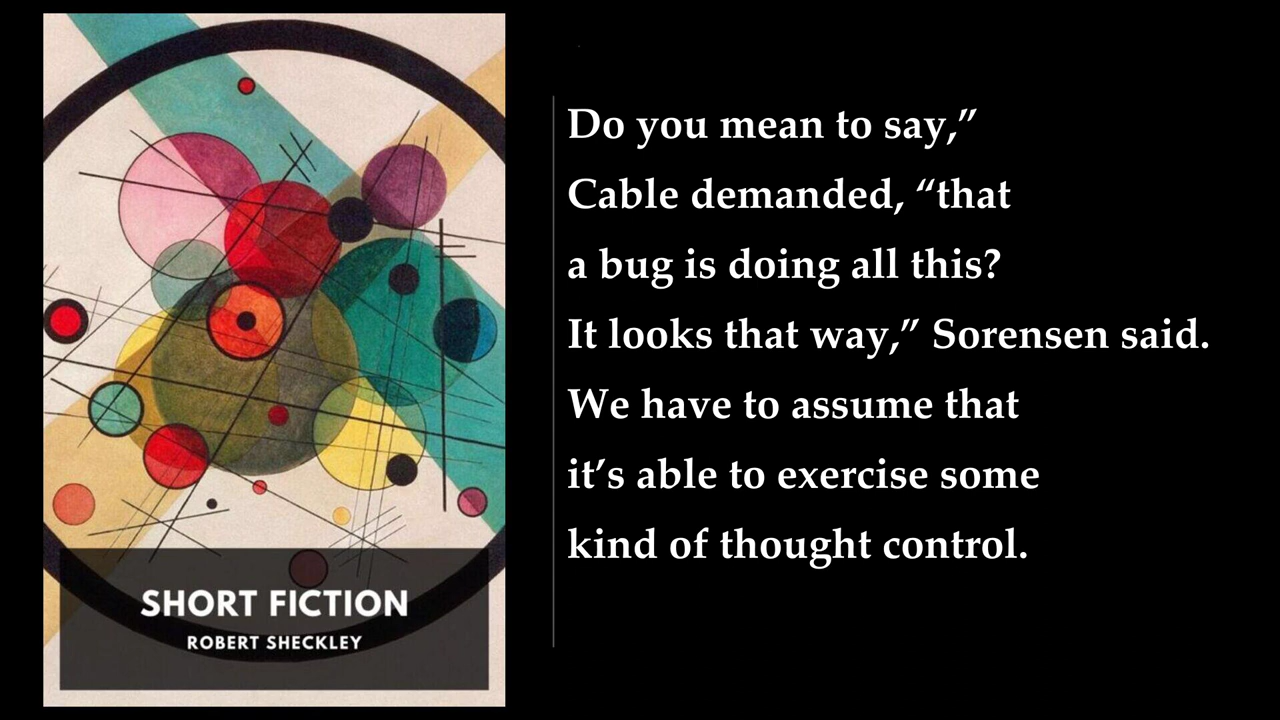 SHORT FICTION
ROBERT SHECKLEY
Do you mean to say,”
Cable demanded, “that
a bug is doing all this?
It looks that way,” Sorensen said.
We have to assume that
it’s able to exercise some
kind of thought control.